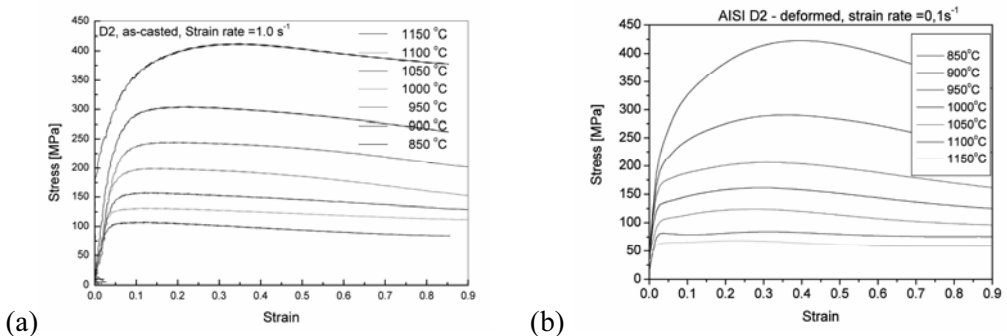 D2, as-casted, Strain rate =1.0 s⁻¹
1150 °C
1100 °C
1050 °C
1000 °C
950 °C
900 °C
850 °C
400
350
300
250
200
150
100
50
0
Stress [MPa]
0.0 0.1 0.2 0.3 0.4 0.5 0.6 0.7 0.8 0.9
Strain
(a)
AISI D2 - deformed, strain rate =0,1s⁻¹
850°C
900°C
950°C
1000°C
1050°C
1100°C
1150°C
450
400
350
300
250
200
150
100
50
0
Stress [MPa]
0.0 0.1 0.2 0.3 0.4 0.5 0.6 0.7 0.8 0.9
Strain
(b)